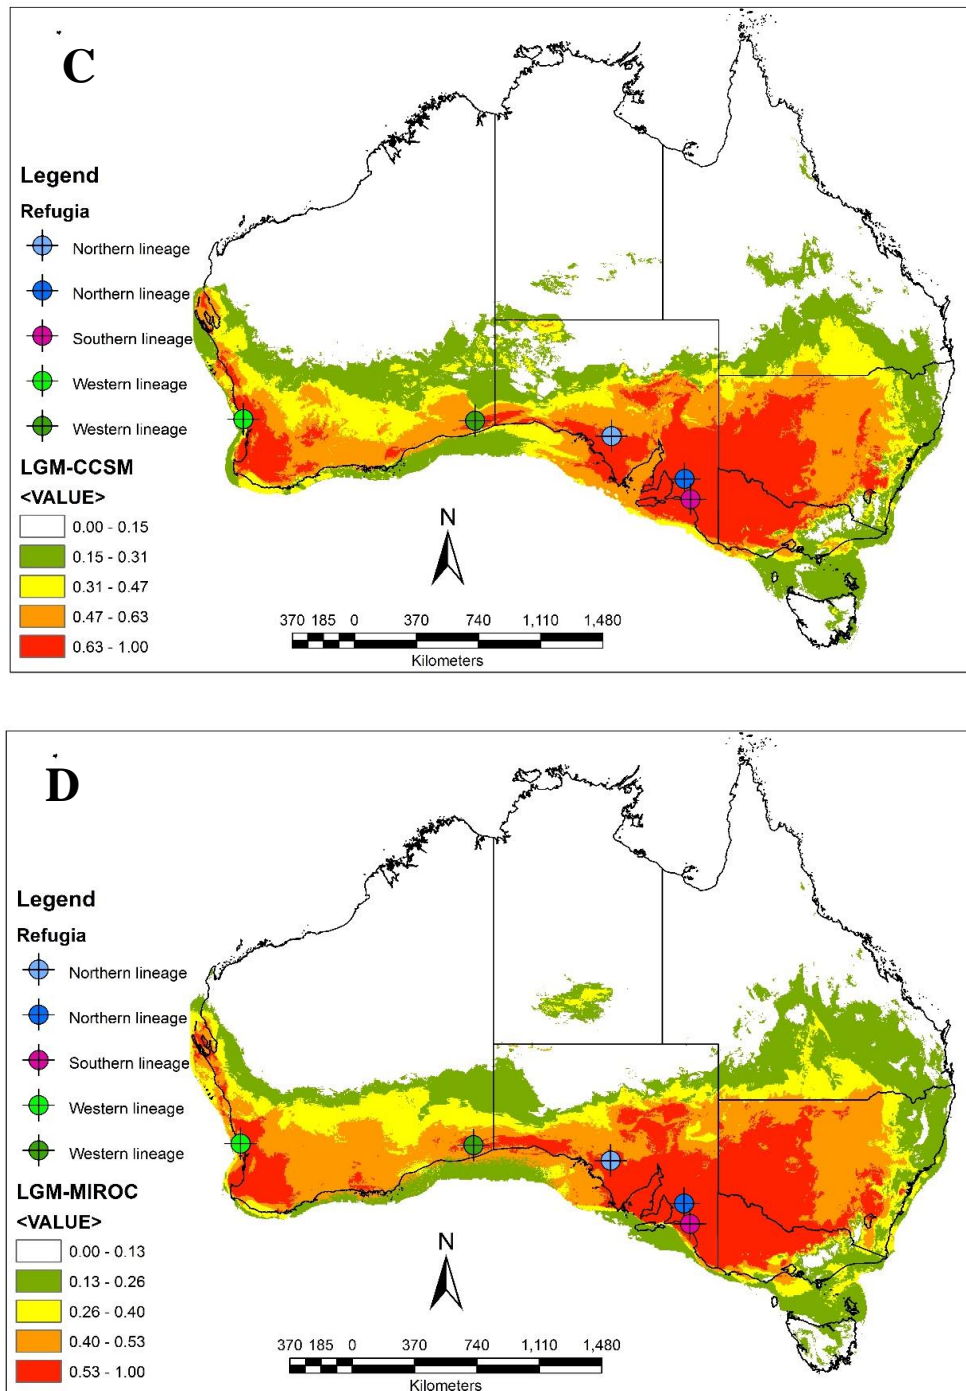 C
Legend
Refugia
Northern lineage
Northern lineage
Southern lineage
Western lineage
Western lineage
LGM-CCSM
<VALUE>
0.00 - 0.15
0.15 - 0.31
0.31 - 0.47
0.47 - 0.63
0.63 - 1.00
N
370 185 0 370 740 1,110 1,480
Kilometers
D
Legend
Refugia
Northern lineage
Northern lineage
Southern lineage
Western lineage
Western lineage
LGM-MIROC
<VALUE>
0.00 - 0.13
0.13 - 0.26
0.26 - 0.40
0.40 - 0.53
0.53 - 1.00
N
370 185 0 370 740 1,110 1,480
Kilometers